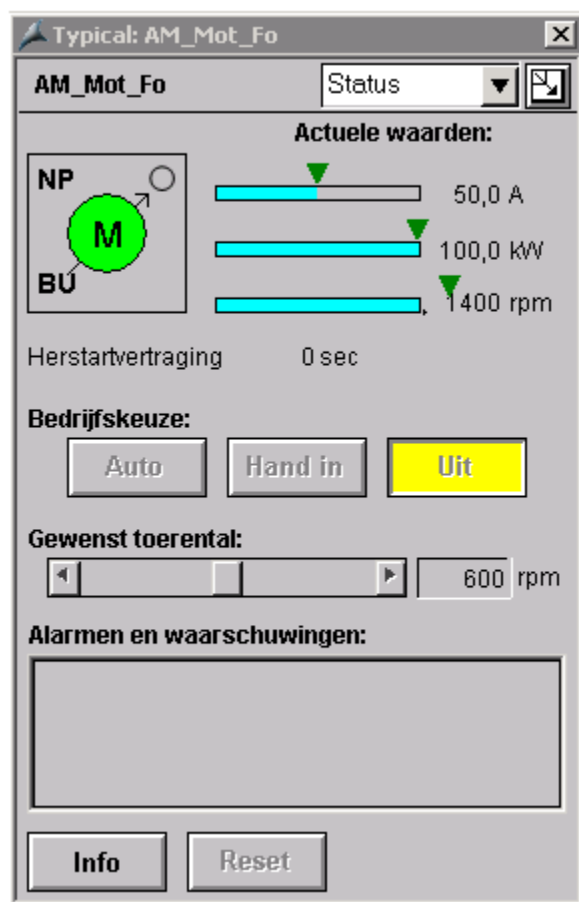 Typical: AM_Mot_Fo
AM_Mot_Fo Status
Actuele waarden:
NP
M
BU
50,0 A
100,0 kW
1400 rpm
Herstartvertraging 0 sec
Bedrijfskeuze:
Auto Hand in Uit
Gewenst toerental:
600 rpm
Alarmen en waarschuwingen:
Info Reset